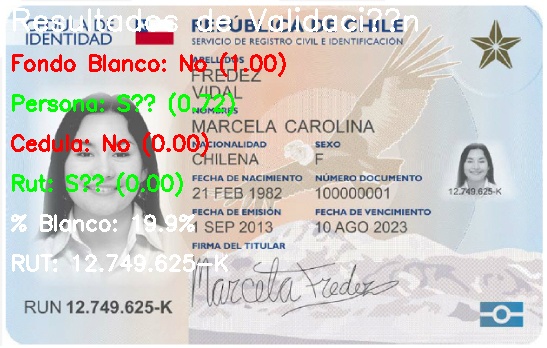 Resultados de Validaci??n
CÉDULA DE
IDENTIDAD
REPÚBLICA DE CHILE
SERVICIO DE REGISTRO CIVIL E IDENTIFICACIÓN
APELLIDOS
Fondo Blanco: No (1.00)
FREDEZ
VIDAL
Persona: S?? (0.72)
NOMBRES
MARCELA CAROLINA
Cedula: No (0.00)
NACIONALIDAD SEXO
CHILENA F
Rut: S?? (0.00)
FECHA DE NACIMIENTO NÚMERO DOCUMENTO
21 FEB 1982 100000001
12.749.625-K
% Blanco: 19.9%
FECHA DE EMISIÓN FECHA DE VENCIMIENTO
1 SEP 2013 10 AGO 2023
FIRMA DEL TITULAR
RUT: 12.749.625-K
Marcela Fredez
RUN 12.749.625-K